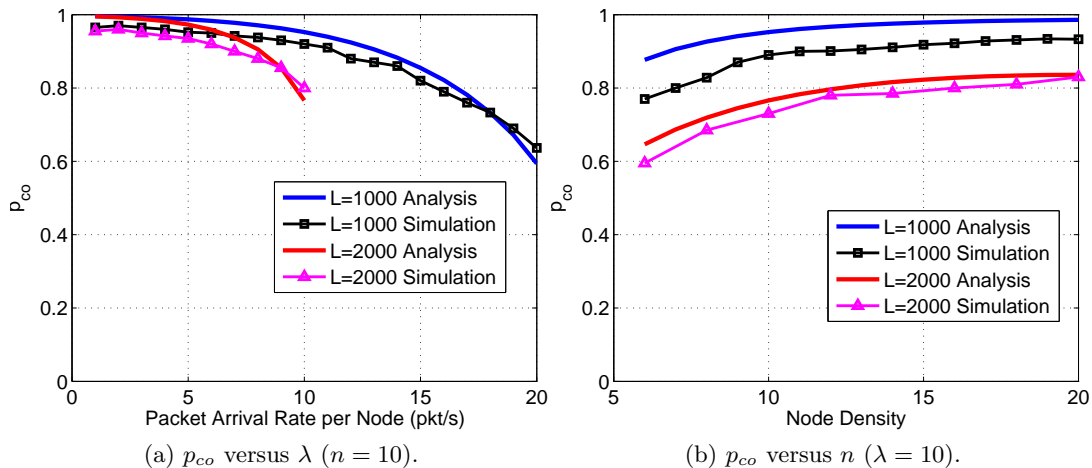 1
0.8
0.6
0.4
0.2
0
p_co
0 5 10 15 20
Packet Arrival Rate per Node (pkt/s)
L=1000 Analysis
L=1000 Simulation
L=2000 Analysis
L=2000 Simulation
(a) p_co versus λ (n = 10).
1
0.8
0.6
0.4
0.2
0
p_co
5 10 15 20
Node Density
L=1000 Analysis
L=1000 Simulation
L=2000 Analysis
L=2000 Simulation
(b) p_co versus n (λ = 10).